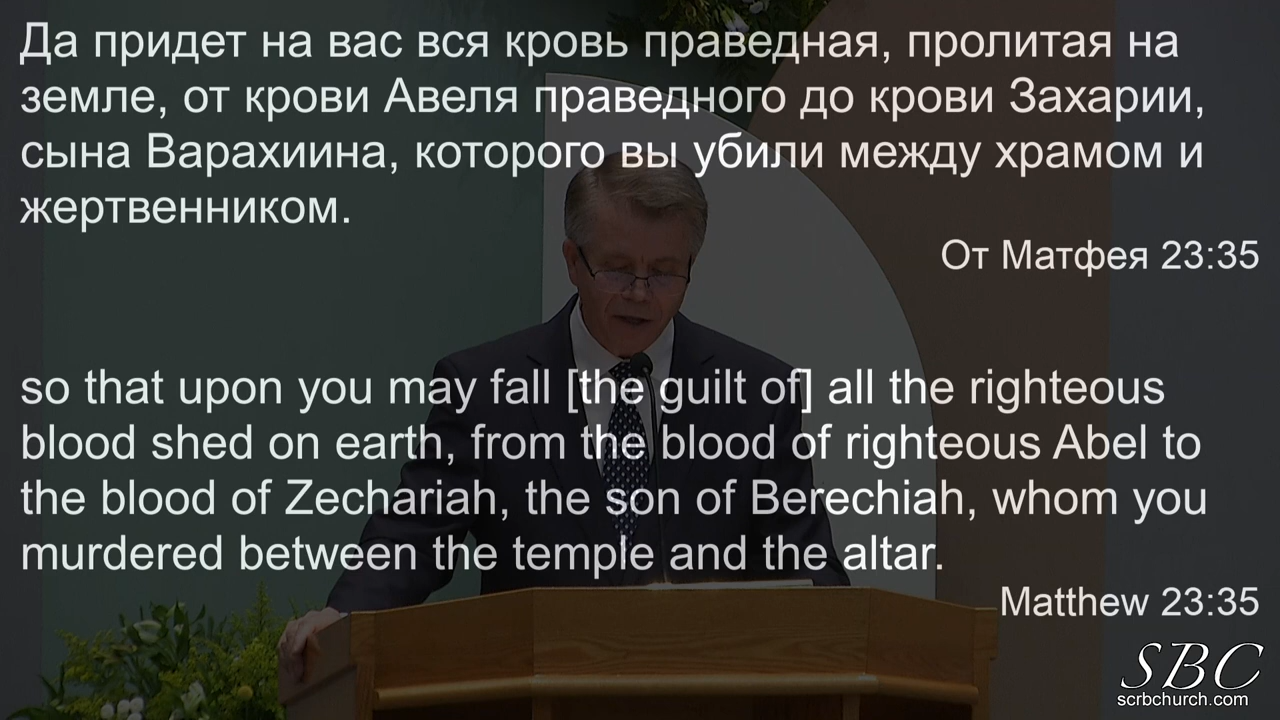 Да придет на вас вся кровь праведная, пролитая на
земле, от крови Авеля праведного до крови Захарии,
сына Варахиина, которого вы убили между храмом и
жертвенником.
От Матфея 23:35
so that upon you may fall [the guilt of] all the righteous
blood shed on earth, from the blood of righteous Abel to
the blood of Zechariah, the son of Berechiah, whom you
murdered between the temple and the altar.
Matthew 23:35
SBC
scrbchurch.com